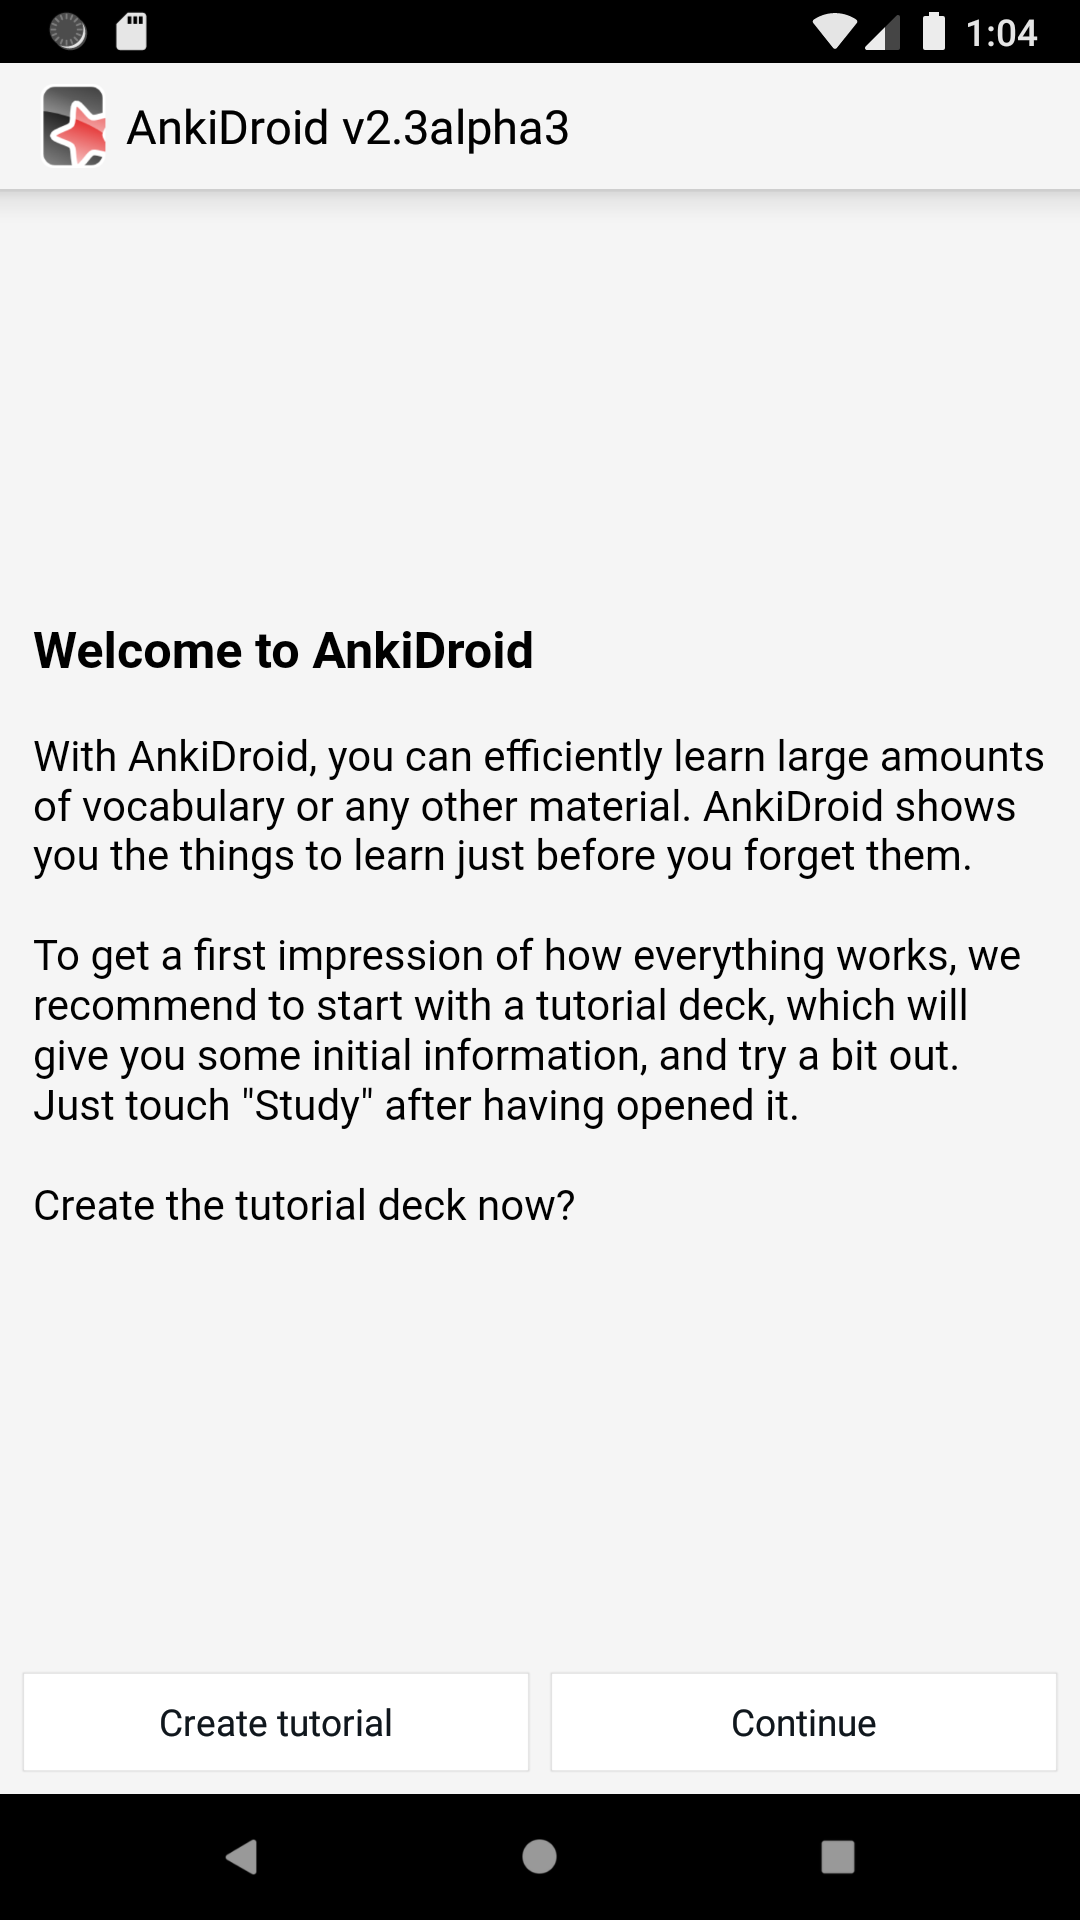 1:04
AnkiDroid v2.3alpha3
Welcome to AnkiDroid
With AnkiDroid, you can efficiently learn large amounts
of vocabulary or any other material. AnkiDroid shows
you the things to learn just before you forget them.
To get a first impression of how everything works, we
recommend to start with a tutorial deck, which will
give you some initial information, and try a bit out.
Just touch "Study" after having opened it.
Create the tutorial deck now?
Create tutorial
Continue